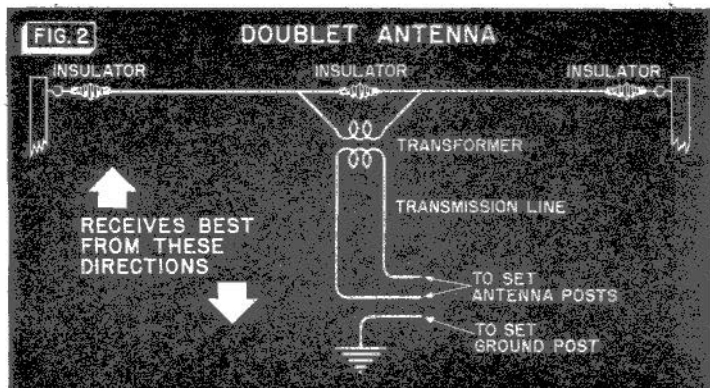 FIG. 2
DOUBLET ANTENNA
INSULATOR
INSULATOR
INSULATOR
TRANSFORMER
TRANSMISSION LINE
RECEIVES BEST
FROM THESE
DIRECTIONS
TO SET
ANTENNA POSTS
TO SET
GROUND POST